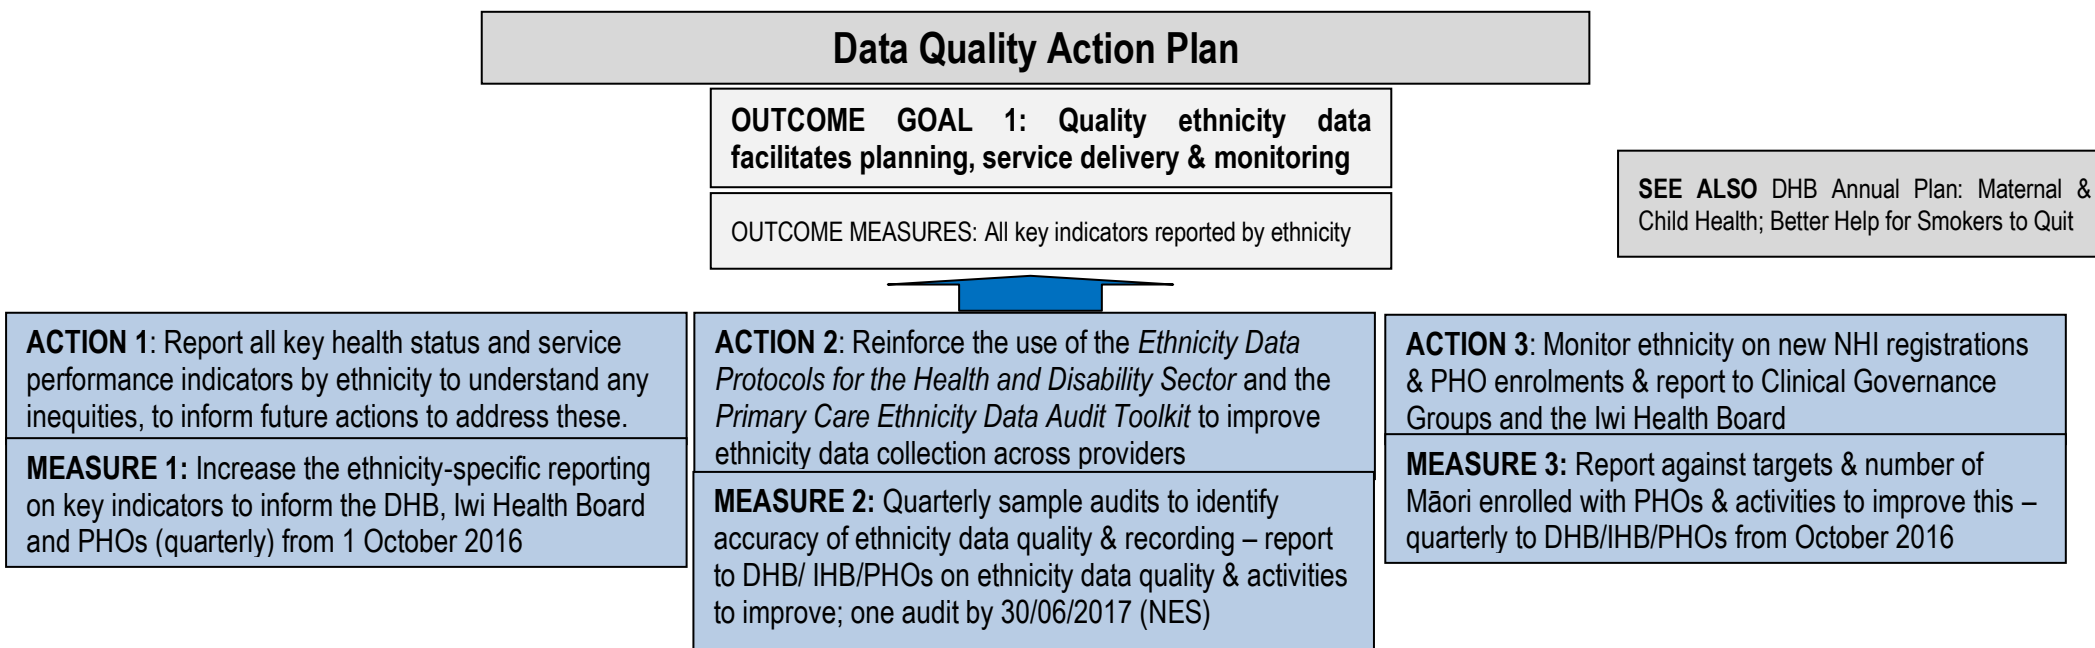 Data Quality Action Plan
OUTCOME GOAL 1: Quality ethnicity data
facilitates planning, service delivery & monitoring
OUTCOME MEASURES: All key indicators reported by ethnicity
SEE ALSO DHB Annual Plan: Maternal &
Child Health; Better Help for Smokers to Quit
ACTION 1: Report all key health status and service
performance indicators by ethnicity to understand any
inequities, to inform future actions to address these.
MEASURE 1: Increase the ethnicity-specific reporting
on key indicators to inform the DHB, Iwi Health Board
and PHOs (quarterly) from 1 October 2016
ACTION 2: Reinforce the use of the Ethnicity Data
Protocols for the Health and Disability Sector and the
Primary Care Ethnicity Data Audit Toolkit to improve
ethnicity data collection across providers
MEASURE 2: Quarterly sample audits to identify
accuracy of ethnicity data quality & recording – report
to DHB/ IHB/PHOs on ethnicity data quality & activities
to improve; one audit by 30/06/2017 (NES)
ACTION 3: Monitor ethnicity on new NHI registrations
& PHO enrolments & report to Clinical Governance
Groups and the Iwi Health Board
MEASURE 3: Report against targets & number of
Māori enrolled with PHOs & activities to improve this –
quarterly to DHB/IHB/PHOs from October 2016